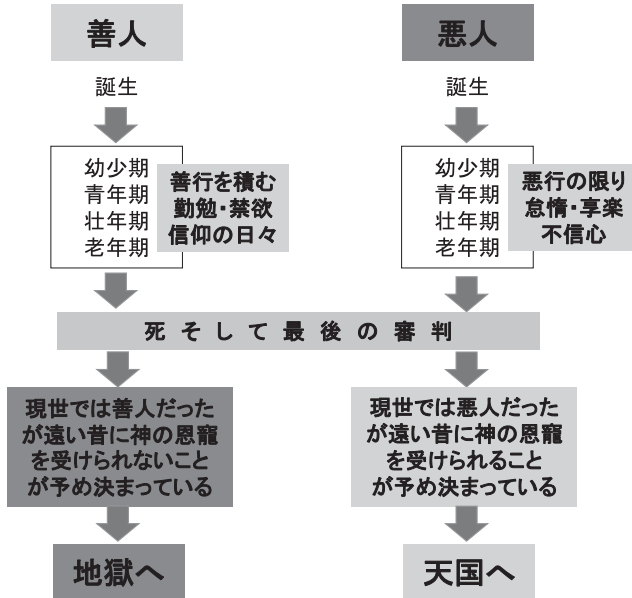 善人
誕生
幼少期
青年期
壮年期
老年期
善行を積む
勤勉・禁欲
信仰の日々
悪人
誕生
幼少期
青年期
壮年期
老年期
悪行の限り
怠惰・享楽
不信心
死そして最後の審判
現世では善人だった
が遠い昔に神の恩寵
を受けられないこと
が予め決まっている
地獄へ
現世では悪人だった
が遠い昔に神の恩寵
を受けられること
が予め決まっている
天国へ